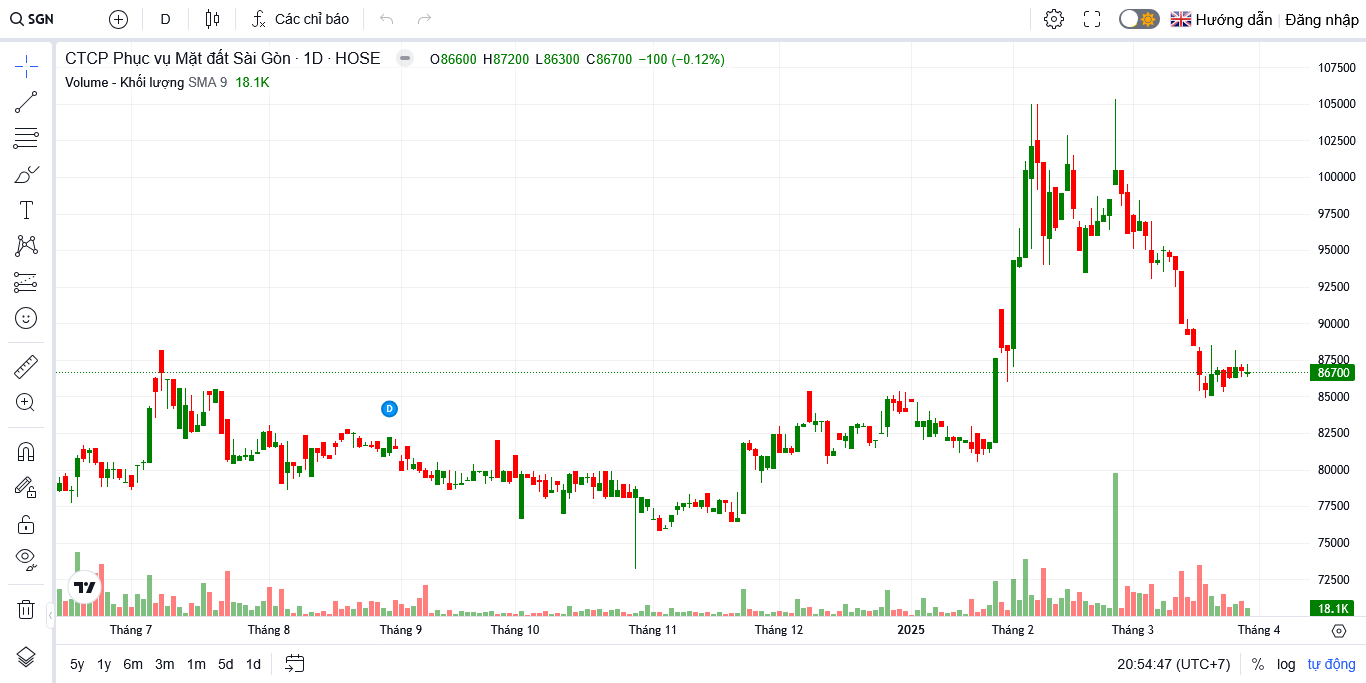 SGN D Các chỉ báo Hướng dẫn Đăng nhập
CTCP Phục vụ Mặt đất Sài Gòn · 1D · HOSE O86600 H87200 L86300 C86700 −100 (−0.12%)
Volume - Khối lượng SMA 9 18.1K
107500
105000
102500
100000
97500
95000
92500
90000
87500
86700
85000
D
82500
80000
77500
75000
72500
18.1K
Tháng 7 Tháng 8 Tháng 9 Tháng 10 Tháng 11 Tháng 12 2025 Tháng 2 Tháng 3 Tháng 4
5y 1y 6m 3m 1m 5d 1d 20:54:47 (UTC+7) % log tự động